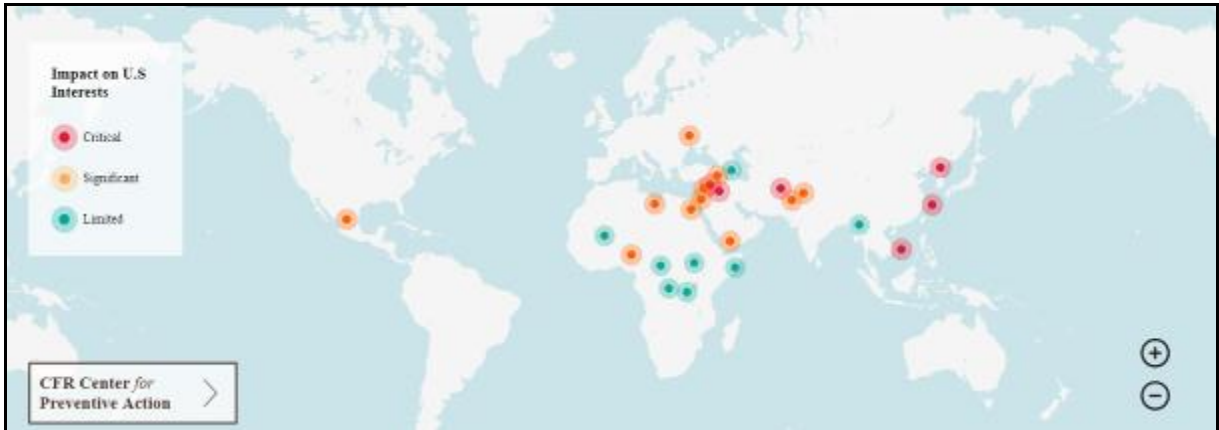 Impact on U.S
Interests
Critical
Significant
Limited
CFR Center for
Preventive Action